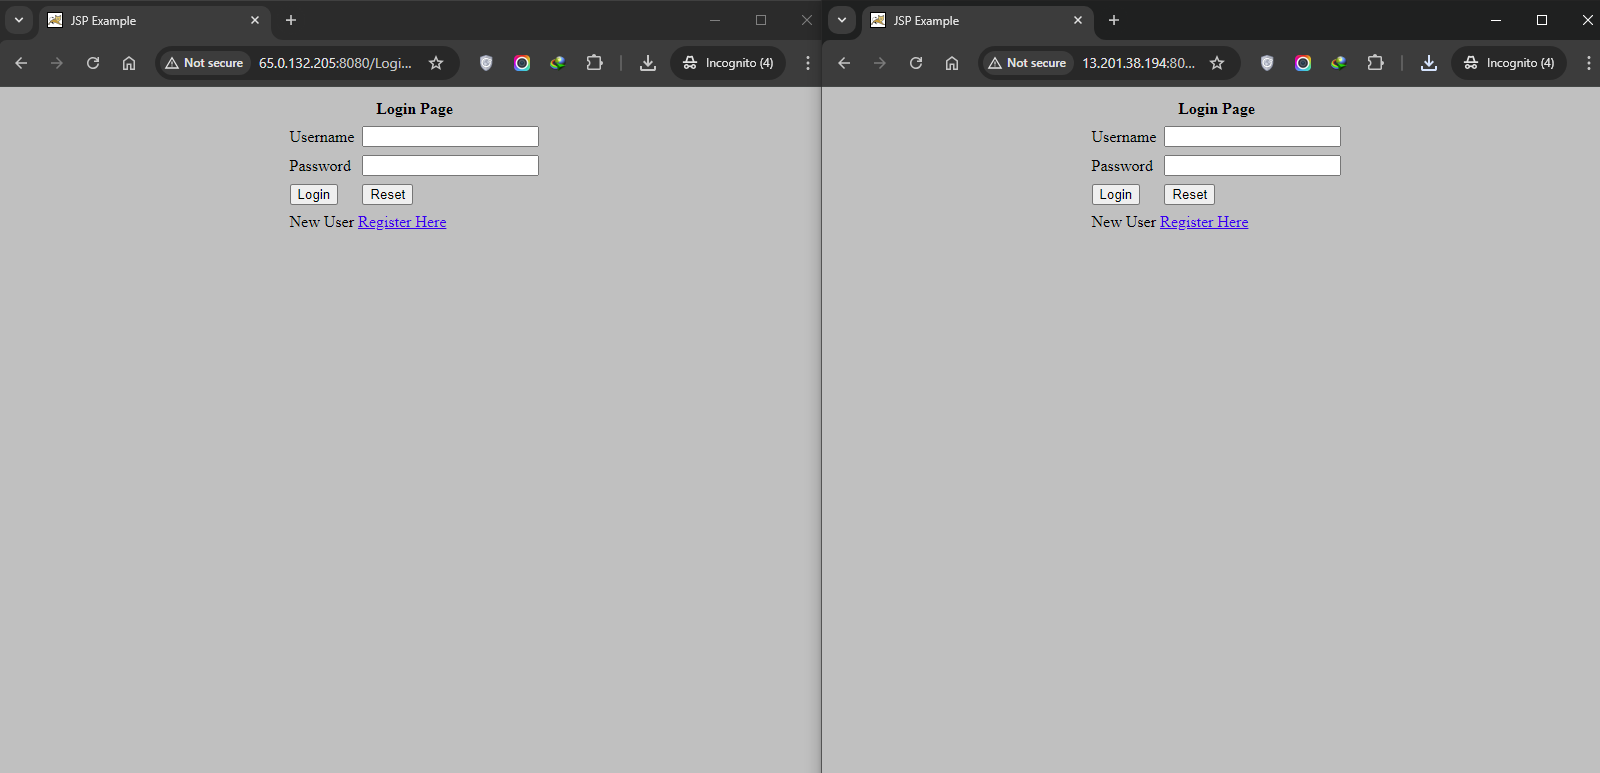 JSP Example
Not secure 65.0.132.205:8080/Logi... Incognito (4)
Login Page
Username
Password
Login Reset
New User Register Here
JSP Example
Not secure 13.201.38.194:80... Incognito (4)
Login Page
Username
Password
Login Reset
New User Register Here